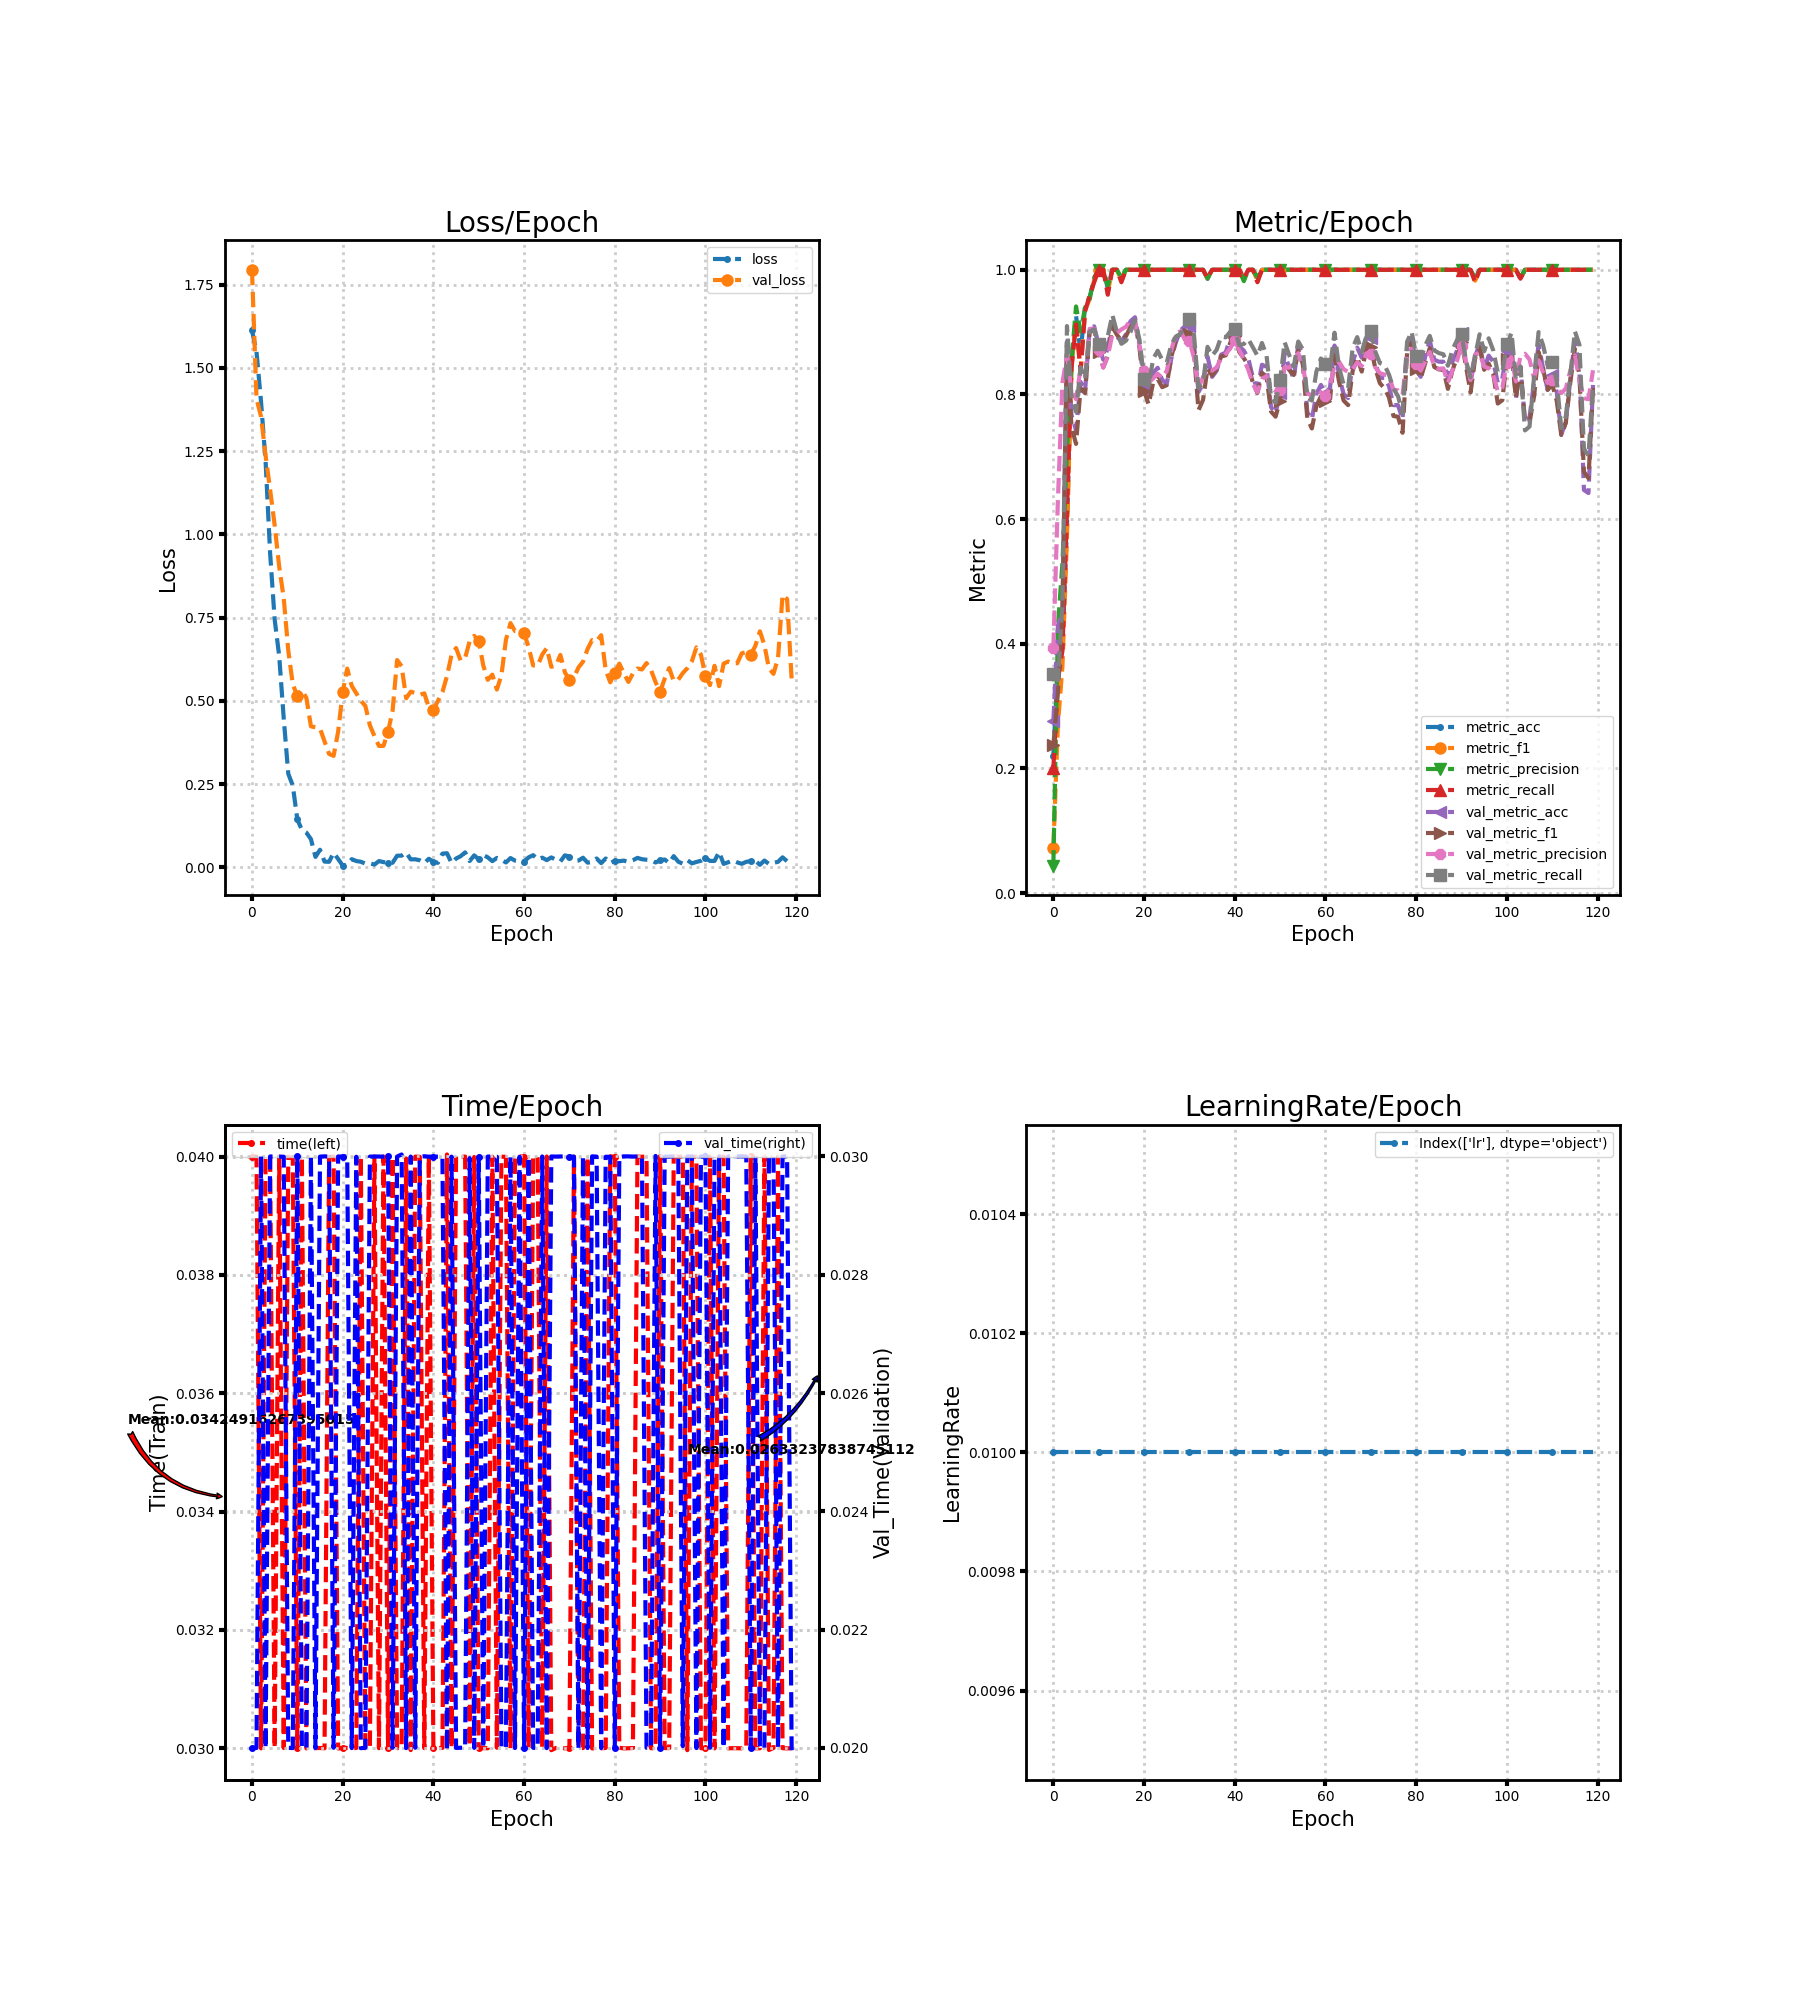 Loss/Epoch
loss
val_loss
1.75
1.50
1.25
1.00
0.75
0.50
0.25
0.00
Loss
0 20 40 60 80 100 120
Epoch
Metric/Epoch
1.0
0.8
0.6
0.4
0.2
0.0
Metric
metric_acc
metric_f1
metric_precision
metric_recall
val_metric_acc
val_metric_f1
val_metric_precision
val_metric_recall
0 20 40 60 80 100 120
Epoch
Time/Epoch
time(left)
val_time(right)
0.040
0.038
0.036
0.034
0.032
0.030
Time(Train)
0.030
0.028
0.026
0.024
0.022
0.020
Val_Time(Validation)
Mean:0.02633237838745112
0 20 40 60 80 100 120
Epoch
LearningRate/Epoch
Index(['lr'], dtype='object')
0.0104
0.0102
0.0100
0.0098
0.0096
LearningRate
0 20 40 60 80 100 120
Epoch